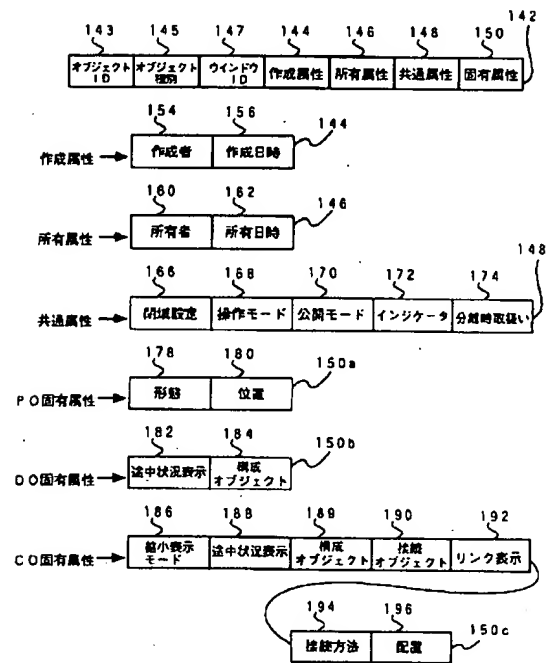 143 145 147 144 146 148 150
142
オブジェクトID オブジェクト種別 ウインドウID 作成属性 所有属性 共通属性 固有属性
154 156
144
作成属性 作成者 作成日時
160 162
146
所有属性 所有者 所有日時
148
166 168 170 172 174
共通属性 閉域設定 操作モード 公開モード インジケータ 分離時取扱い
178 180
150a
PO固有属性 形態 位置
182 184
150b
DO固有属性 途中状況表示 構成オブジェクト
186 188 189 190 192
CO固有属性 縮小表示モード 途中状況表示 構成オブジェクト 接続オブジェクト リンク表示
194 196
接続方法 配置 150c